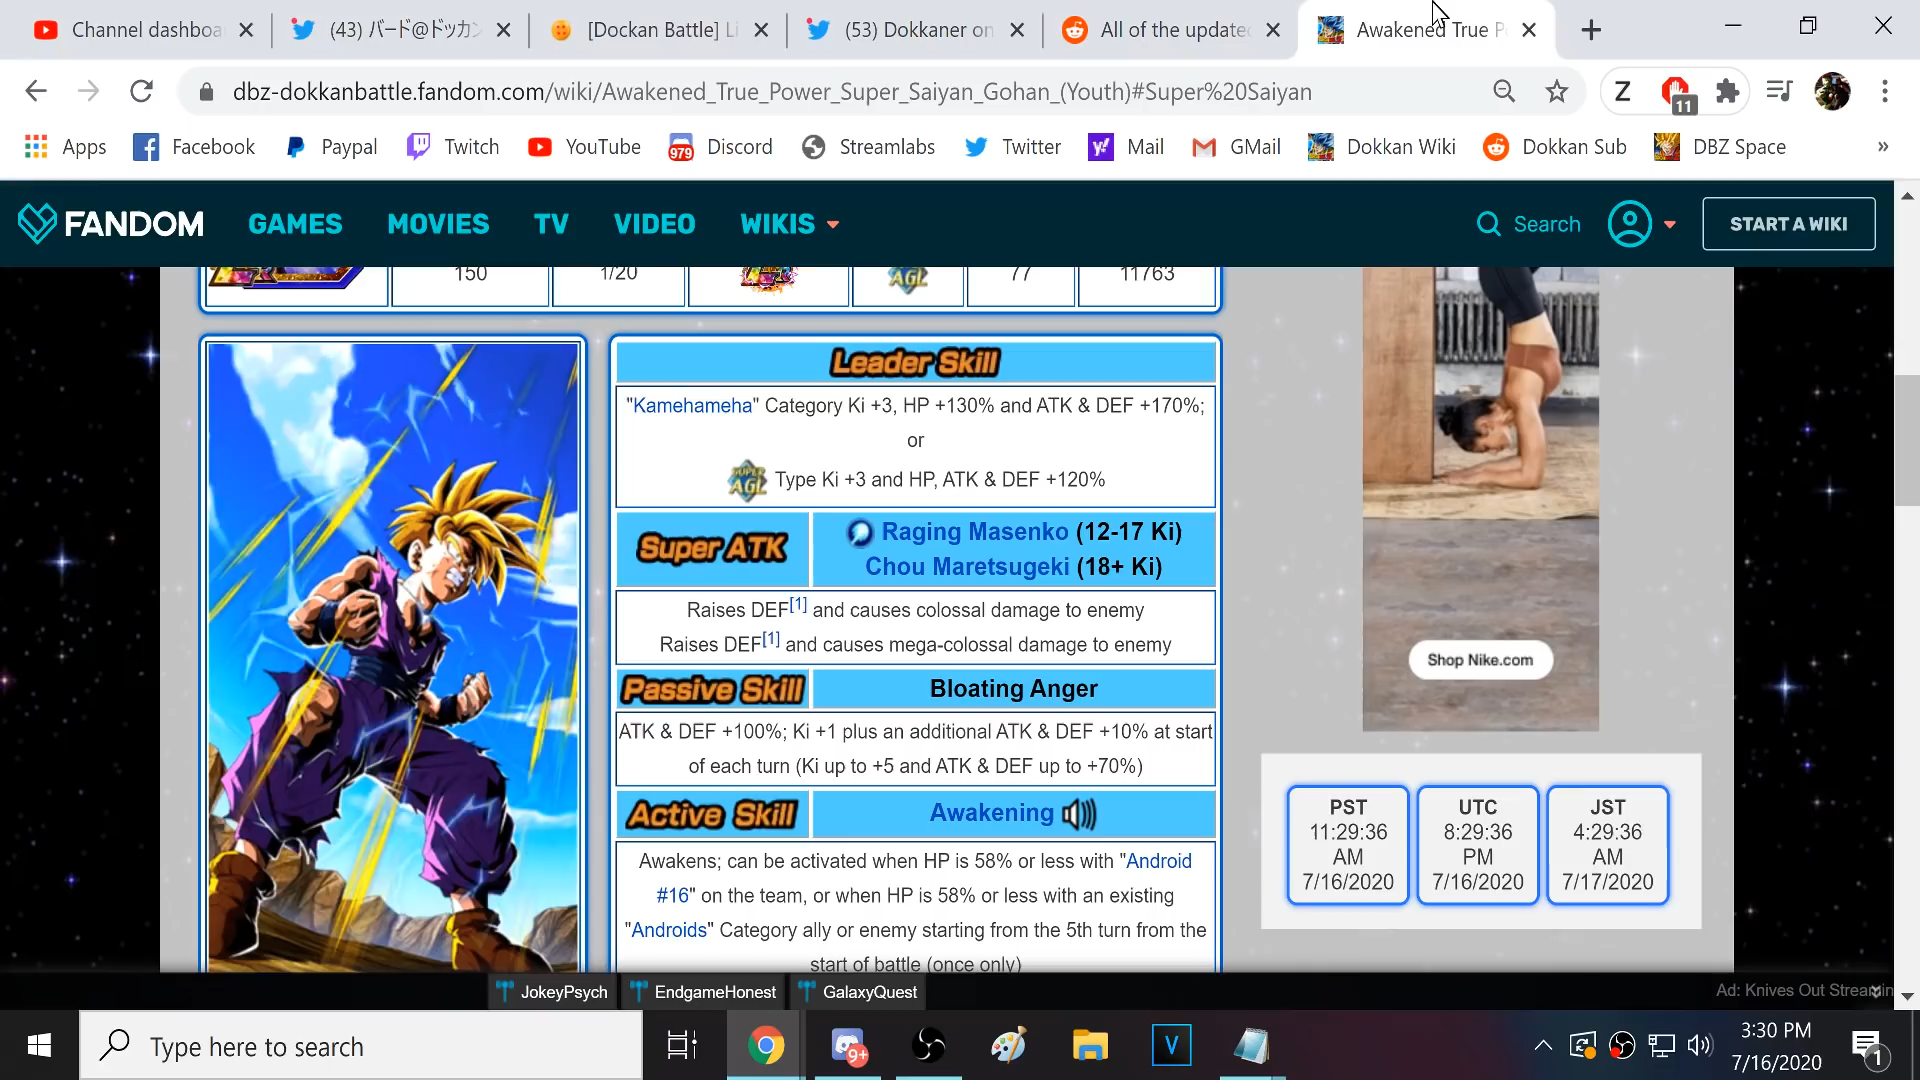 Channel dashboa
(43) バード@ドッカン
[Dockan Battle] Li
(53) Dokkaner on
All of the update
Awakened True P
dbz-dokkanbattle.fandom.com/wiki/Awakened_True_Power_Super_Saiyan_Gohan_(Youth)#Super%20Saiyan
Z
11
Apps
Facebook
Paypal
Twitch
YouTube
979
Discord
Streamlabs
Twitter
Mail
GMail
Dokkan Wiki
Dokkan Sub
DBZ Space
»
FANDOM
GAMES
MOVIES
TV
VIDEO
WIKIS
Search
START A WIKI
150
1/20
AGL
77
11763
Leader Skill
"Kamehameha" Category Ki +3, HP +130% and ATK & DEF +170%;
or
SUPER AGL Type Ki +3 and HP, ATK & DEF +120%
Super ATK
Raging Masenko (12-17 Ki)
Chou Maretsugeki (18+ Ki)
Raises DEF[1] and causes colossal damage to enemy
Raises DEF[1] and causes mega-colossal damage to enemy
Passive Skill
Bloating Anger
ATK & DEF +100%; Ki +1 plus an additional ATK & DEF +10% at start
of each turn (Ki up to +5 and ATK & DEF up to +70%)
Active Skill
Awakening
Awakens; can be activated when HP is 58% or less with "Android
#16" on the team, or when HP is 58% or less with an existing
"Androids" Category ally or enemy starting from the 5th turn from the
start of battle (once only)
Shop Nike.com
PST
11:29:36
AM
7/16/2020
UTC
8:29:36
PM
7/16/2020
JST
4:29:36
AM
7/17/2020
JokeyPsych
EndgameHonest
GalaxyQuest
Ad: Knives Out Streamin
Type here to search
9+
V
3:30 PM
7/16/2020
1